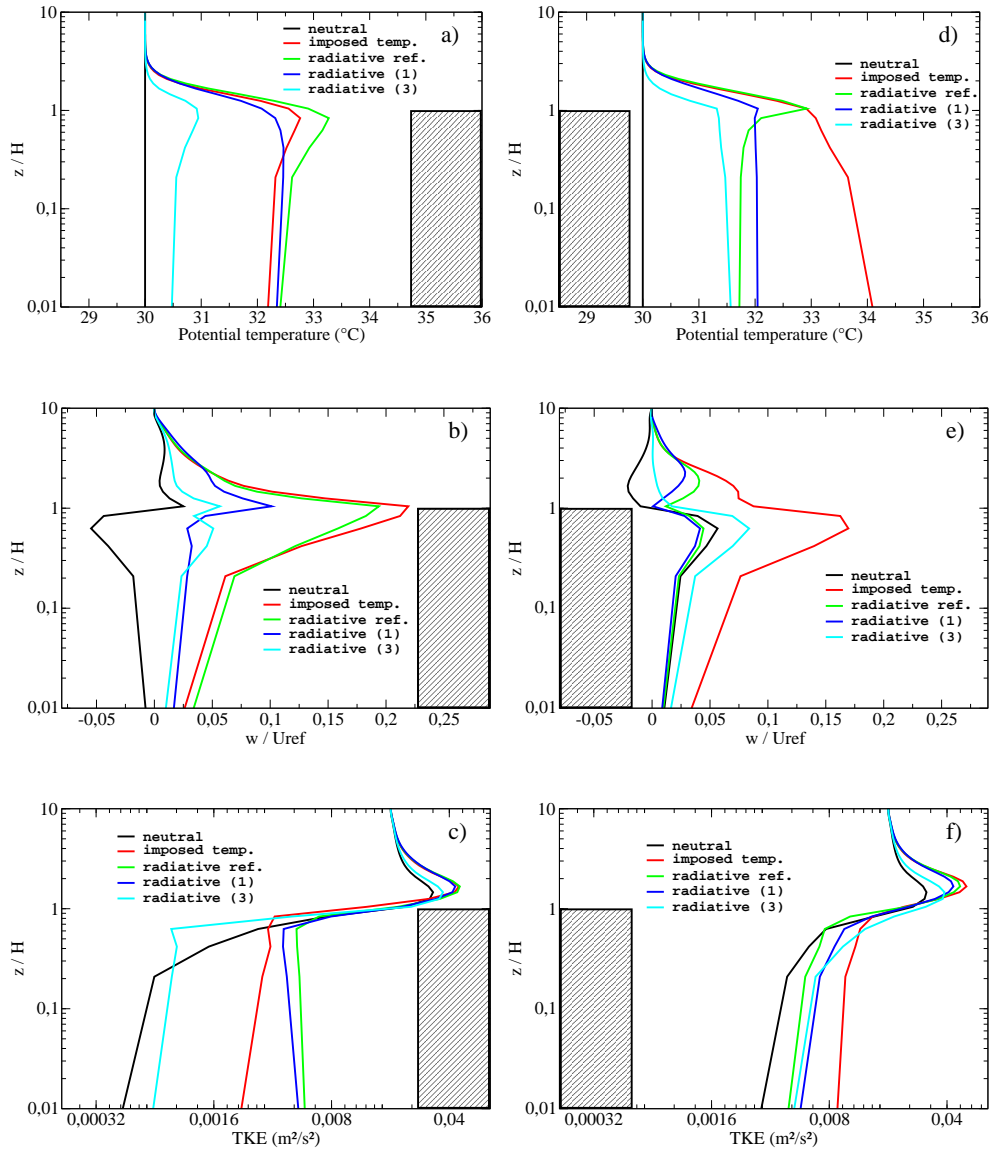 a)
neutral
imposed temp.
radiative ref.
radiative (1)
radiative (3)
z / H
10
1
0,1
0,01
29 30 31 32 33 34 35 36
Potential temperature (°C)
d)
neutral
imposed temp.
radiative ref.
radiative (1)
radiative (3)
z / H
10
1
0,1
0,01
29 30 31 32 33 34 35 36
Potential temperature (°C)
b)
neutral
imposed temp.
radiative ref.
radiative (1)
radiative (3)
z / H
10
1
0,1
0,01
-0,05 0 0,05 0,1 0,15 0,2 0,25
w / Uref
e)
neutral
imposed temp.
radiative ref.
radiative (1)
radiative (3)
z / H
10
1
0,1
0,01
-0,05 0 0,05 0,1 0,15 0,2 0,25
w / Uref
c)
neutral
imposed temp.
radiative ref.
radiative (1)
radiative (3)
z / H
10
1
0,1
0,01
0,00032 0,0016 0,008 0,04
TKE (m²/s²)
f)
neutral
imposed temp.
radiative ref.
radiative (1)
radiative (3)
z / H
10
1
0,1
0,01
0,00032 0,0016 0,008 0,04
TKE (m²/s²)